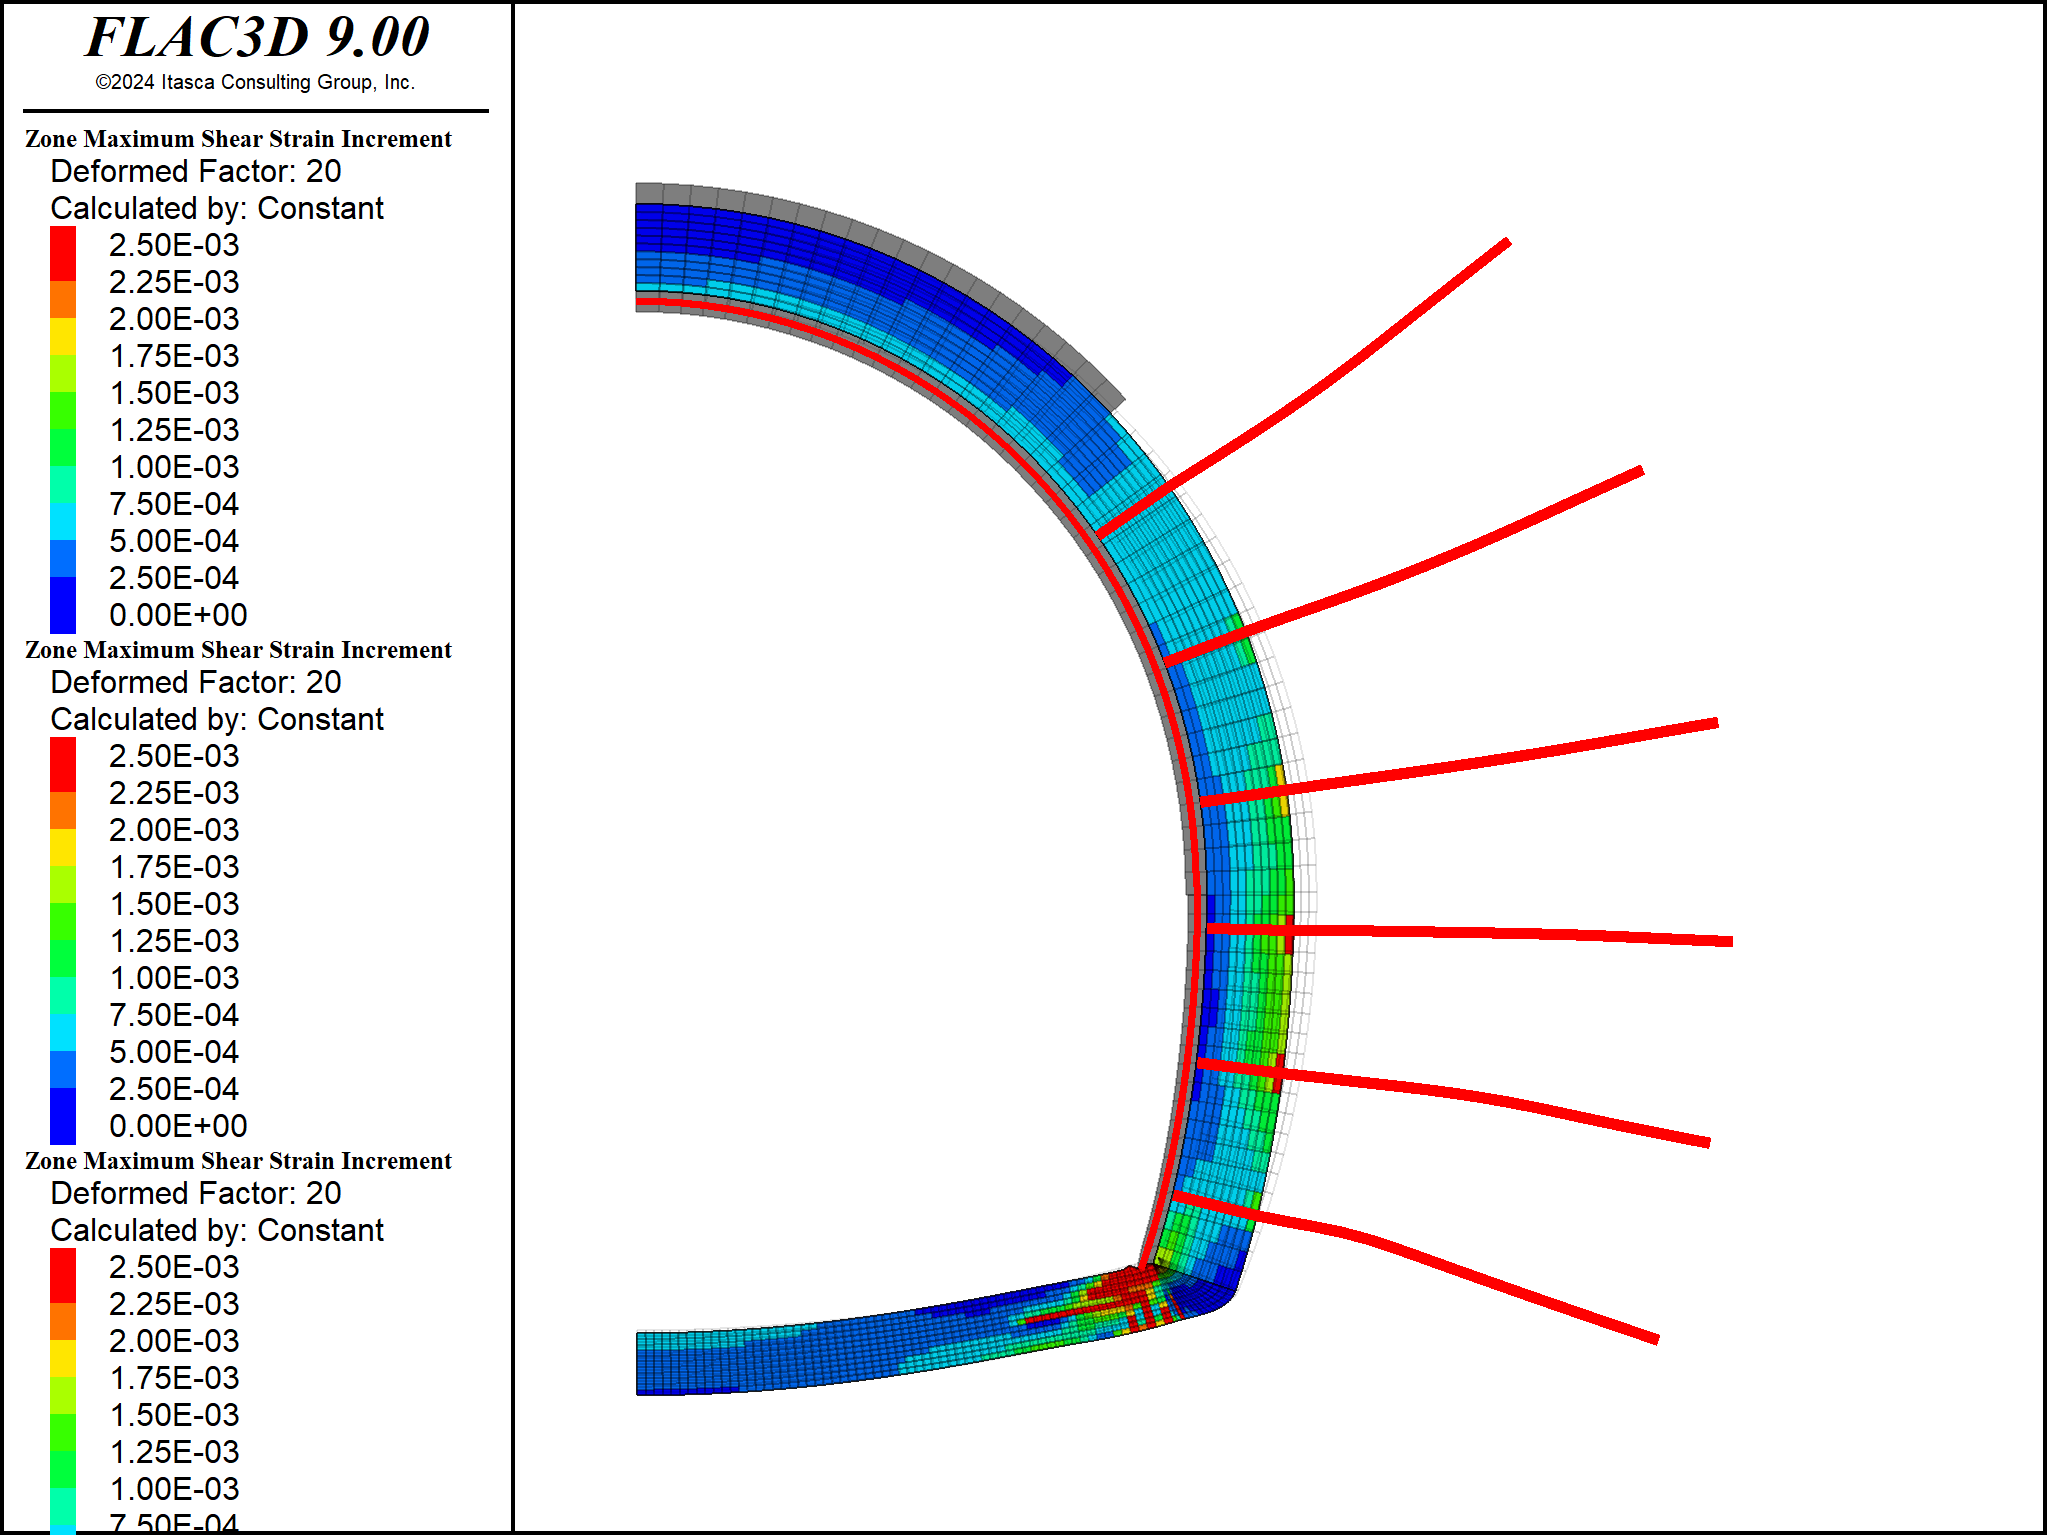 FLAC3D 9.00
©2024 Itasca Consulting Group, Inc.
Zone Maximum Shear Strain Increment
Deformed Factor: 20
Calculated by: Constant
2.50E-03
2.25E-03
2.00E-03
1.75E-03
1.50E-03
1.25E-03
1.00E-03
7.50E-04
5.00E-04
2.50E-04
0.00E+00
Zone Maximum Shear Strain Increment
Deformed Factor: 20
Calculated by: Constant
2.50E-03
2.25E-03
2.00E-03
1.75E-03
1.50E-03
1.25E-03
1.00E-03
7.50E-04
5.00E-04
2.50E-04
0.00E+00
Zone Maximum Shear Strain Increment
Deformed Factor: 20
Calculated by: Constant
2.50E-03
2.25E-03
2.00E-03
1.75E-03
1.50E-03
1.25E-03
1.00E-03
7.50E-04